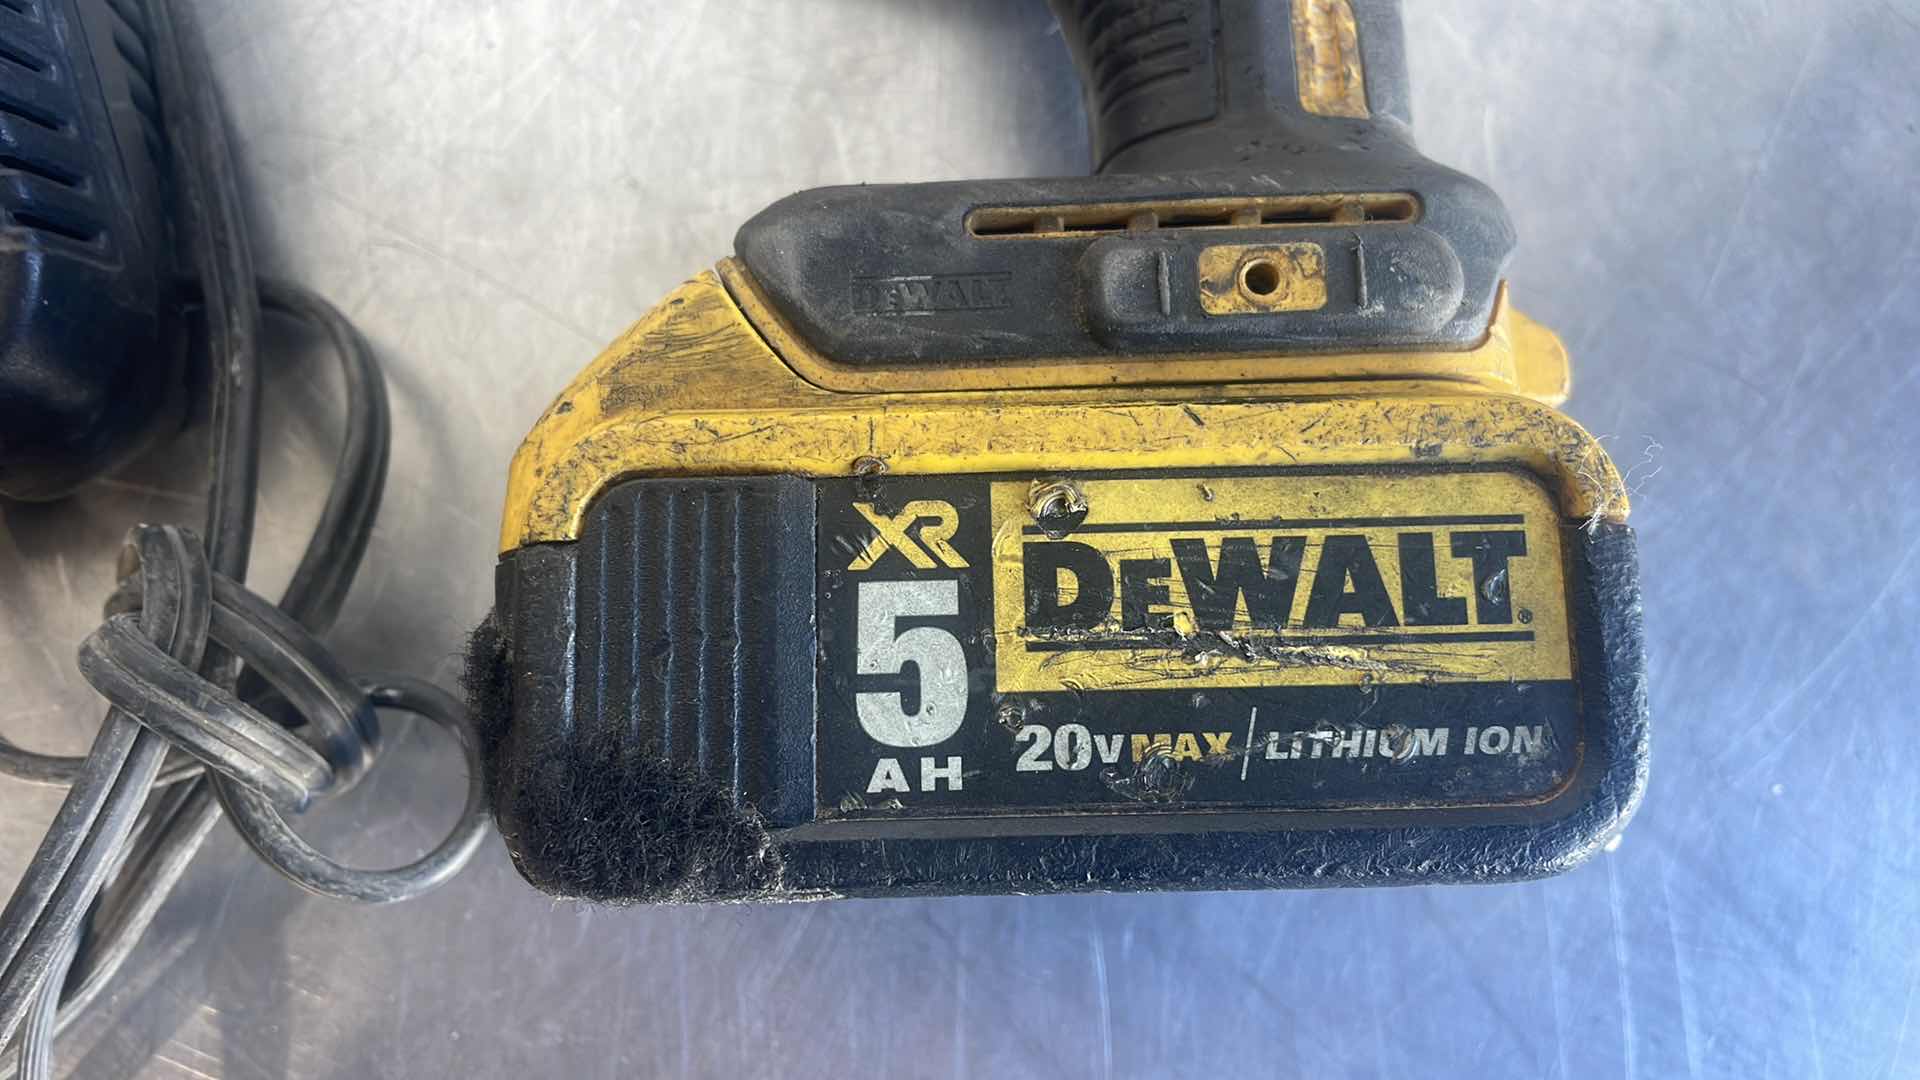 DEWALT
XR
5
AH
DEWALT®
20V MAX / LITHIUM ION